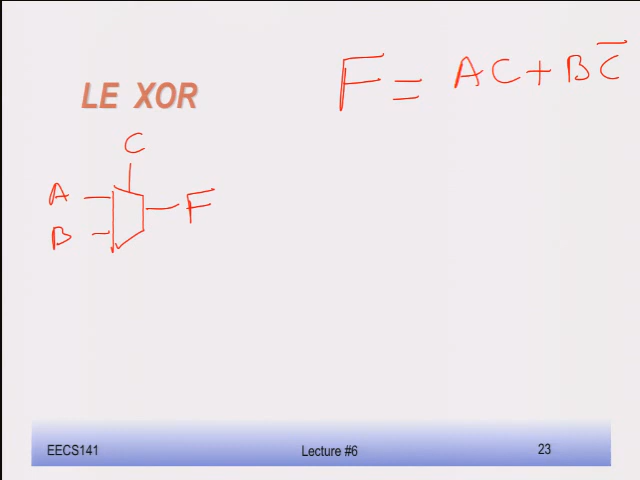 F = AC + BC̅
LE XOR
C
A
F
B
EECS141
Lecture #6
23